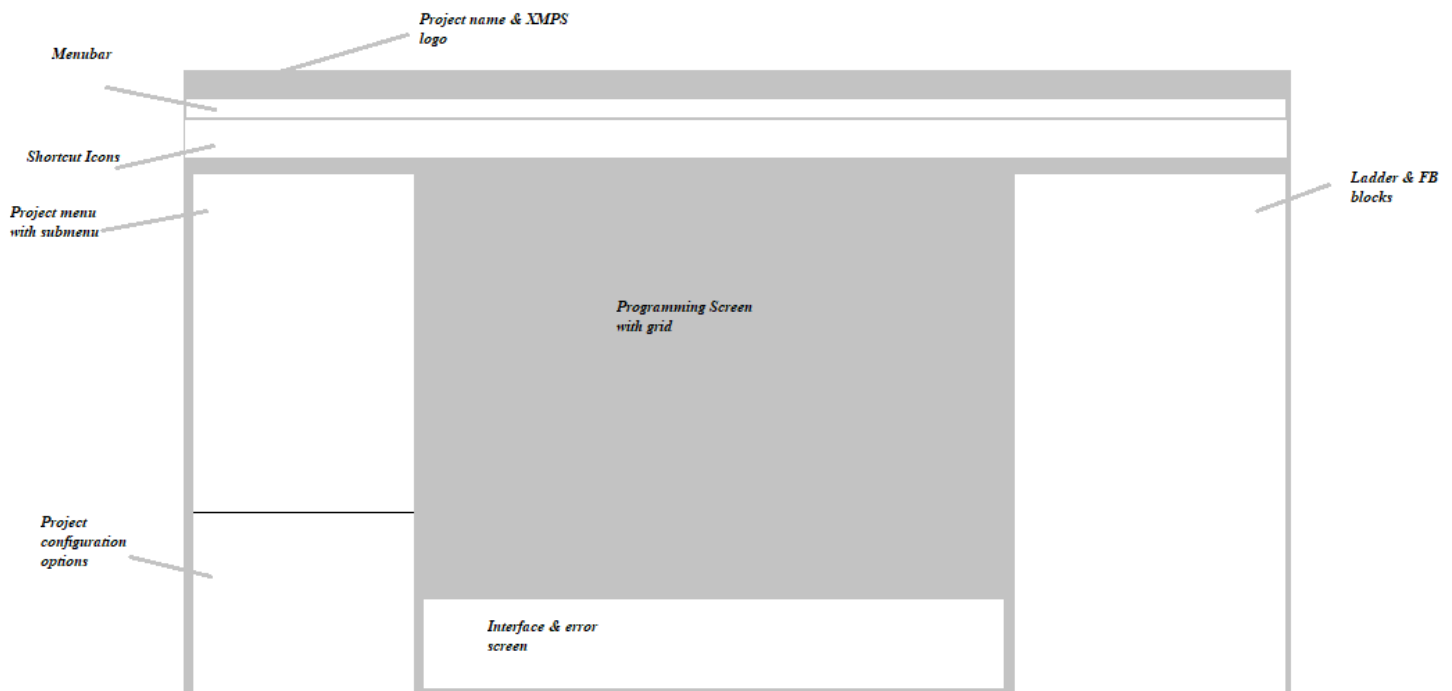 Project name & XMPS
logo
Menubar
Shortcut Icons
Ladder & FB
blocks
Project menu
with submenu
Programming Screen
with grid
Project
configuration
options
Interface & error
screen